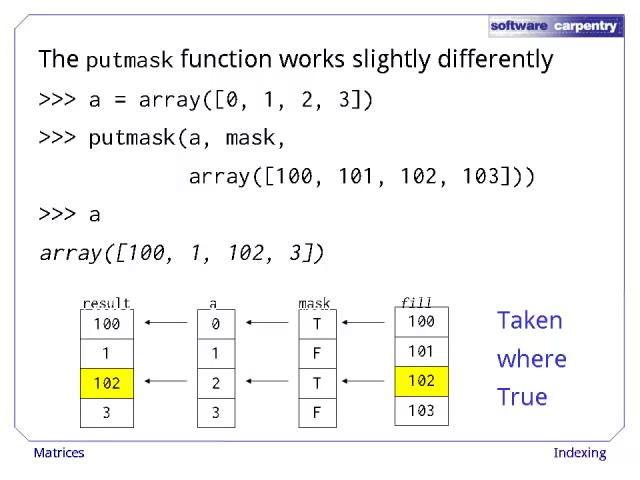 software carpentry
The putmask function works slightly differently
>>> a = array([0, 1, 2, 3])
>>> putmask(a, mask,
array([100, 101, 102, 103]))
>>> a
array([100, 1, 102, 3])
result a mask fill
100 0 T 100
1 1 F 101
102 2 T 102
3 3 F 103
Taken
where
True
Matrices
Indexing